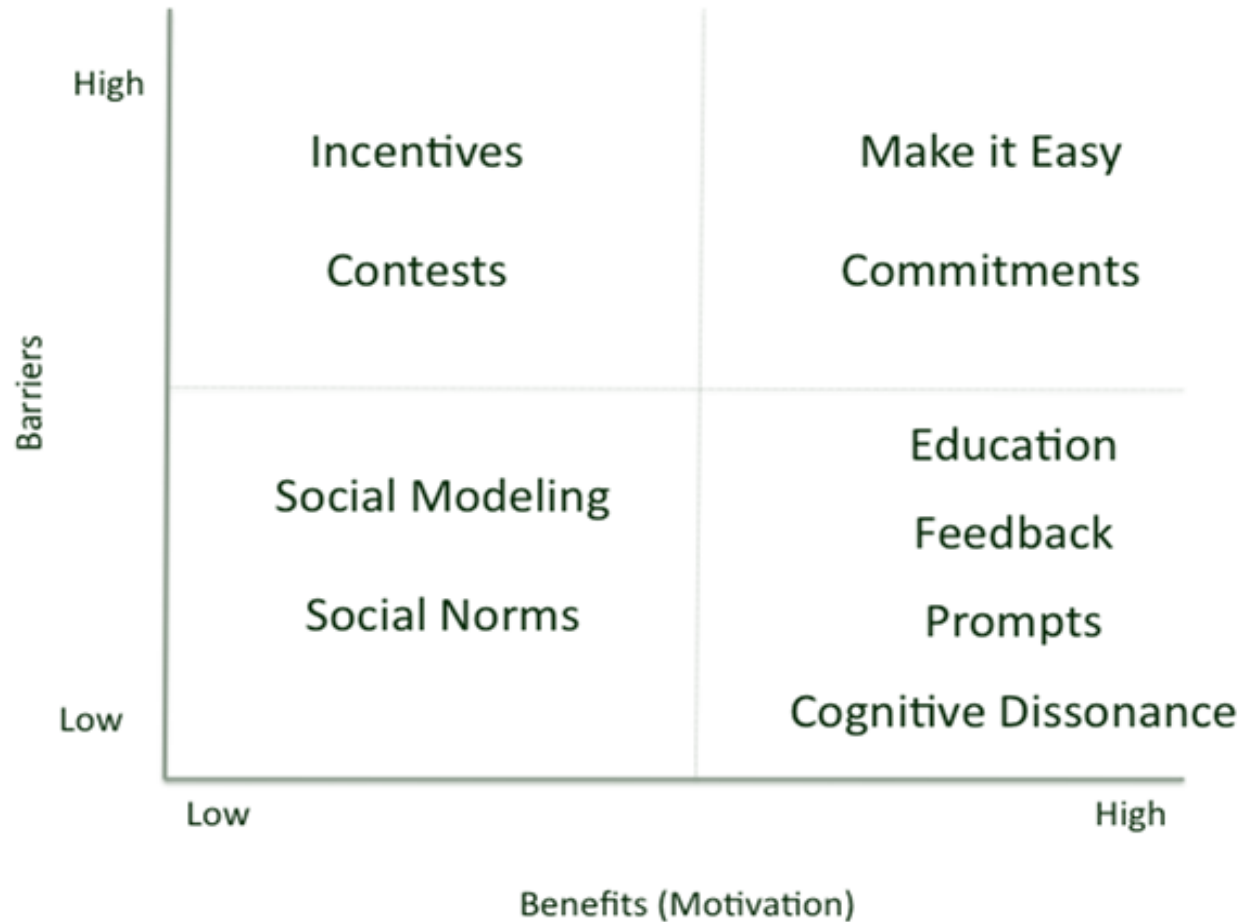 High
Incentives
Make it Easy
Contests
Commitments
Barriers
Education
Social Modeling
Feedback
Social Norms
Prompts
Low
Cognitive Dissonance
Low
High
Benefits (Motivation)